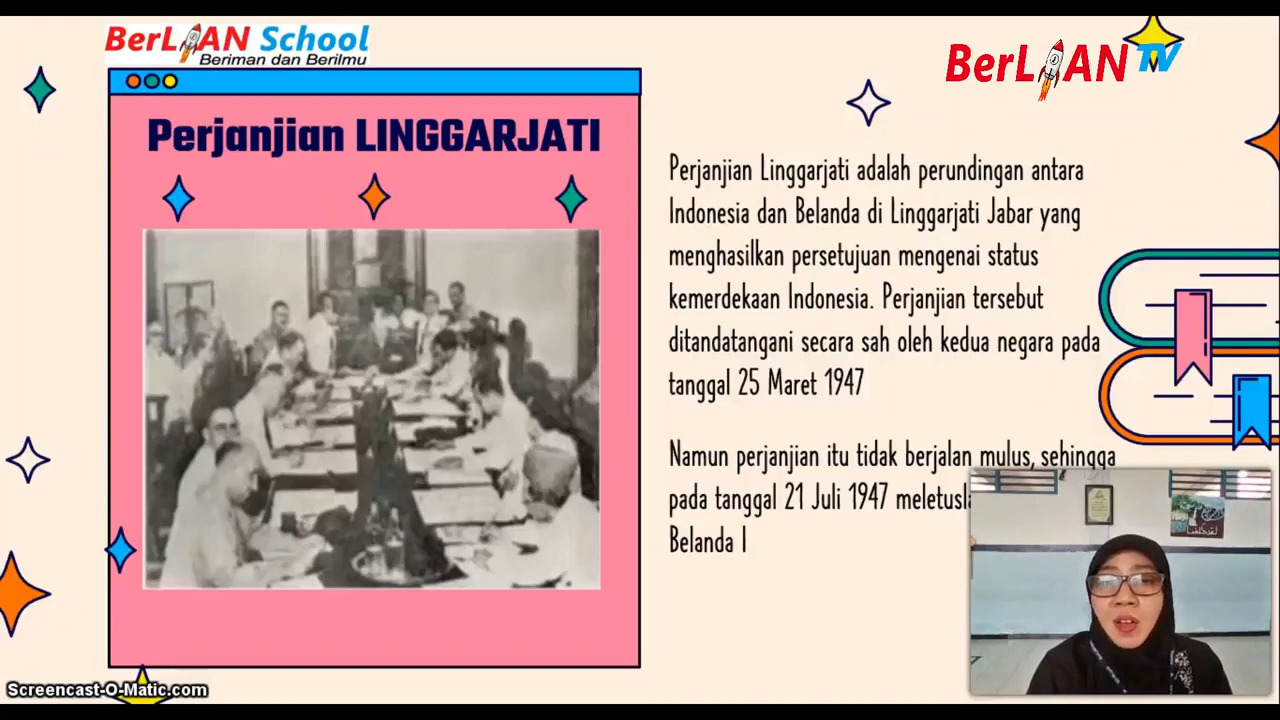 BerLIAN School
Beriman dan Berilmu
BerLIAN TV
Perjanjian LINGGARJATI
Perjanjian Linggarjati adalah perundingan antara
Indonesia dan Belanda di Linggarjati Jabar yang
menghasilkan persetujuan mengenai status
kemerdekaan Indonesia. Perjanjian tersebut
ditandatangani secara sah oleh kedua negara pada
tanggal 25 Maret 1947
Namun perjanjian itu tidak berjalan mulus, sehingga
pada tanggal 21 Juli 1947
Belanda I
Screencast-O-Matic.com